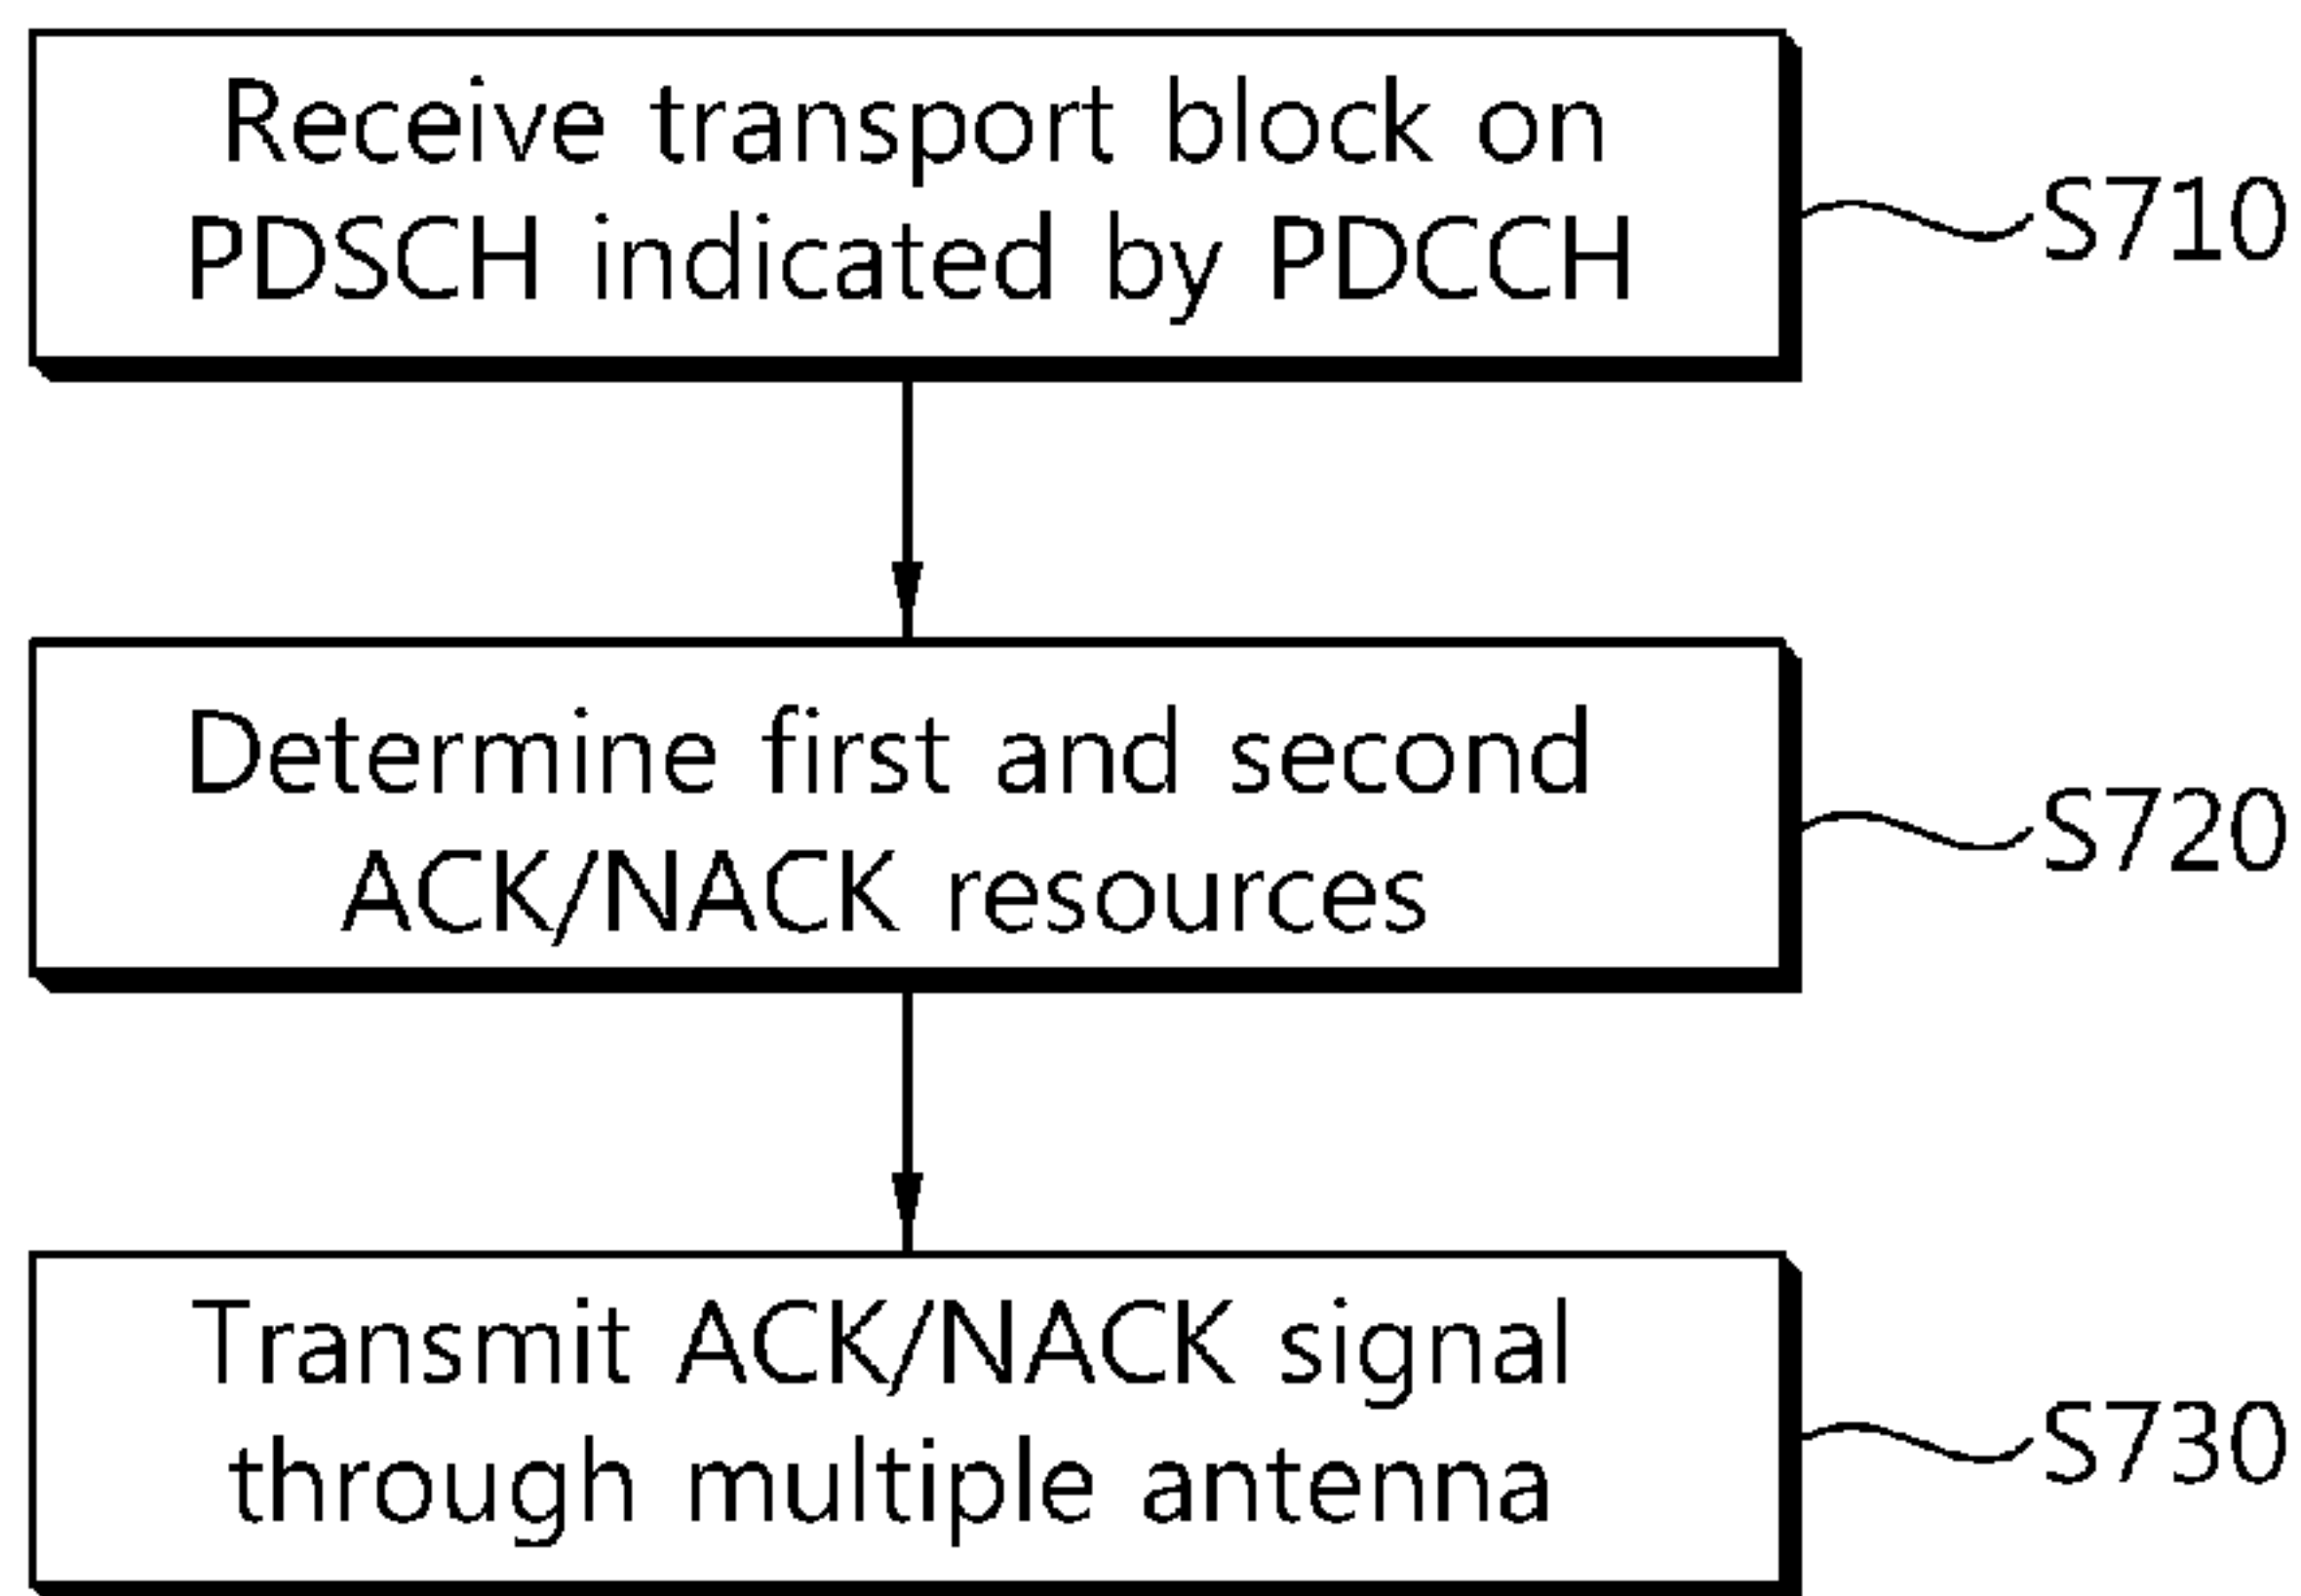 Receive transport block on
PDSCH indicated by PDCCH
S710
Determine first and second
ACK/NACK resources
S720
Transmit ACK/NACK signal
through multiple antenna
S730